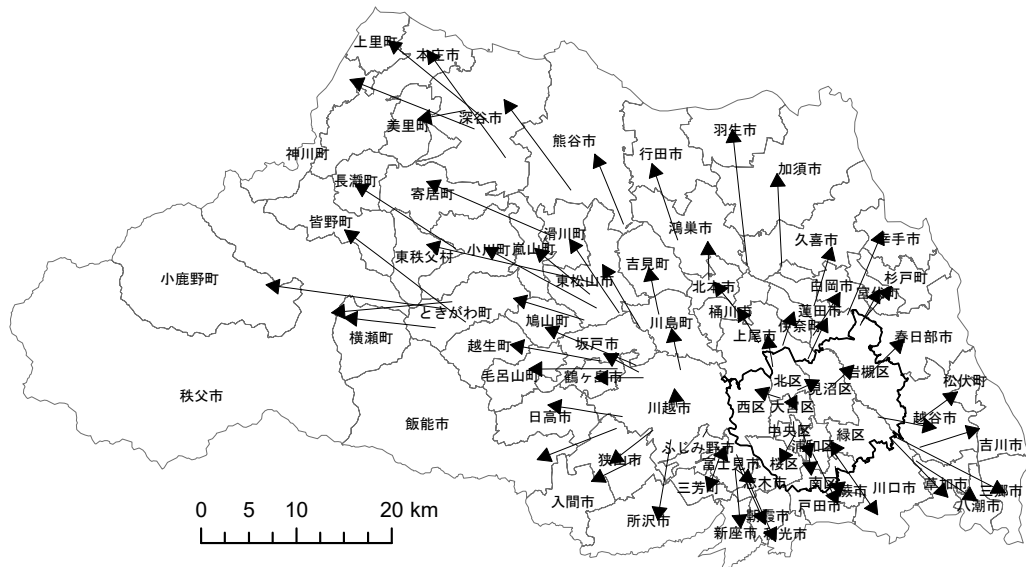 上里町
本庄市
深谷市
美里町
羽生市
熊谷市
行田市
神川町
加須市
長瀞町
寄居町
皆野町
滑川町
鴻巣市
久喜市
幸手市
東秩父村
小川町
嵐山町
吉見町
小鹿野町
東松山市
杉戸町
北本市
白岡市
宮代町
ときがわ町
桶川市
蓮田市
鳩山町
川島町
伊奈町
横瀬町
上尾市
春日部市
越生町
坂戸市
毛呂山町
鶴ヶ島市
岩槻区
北区
見沼区
松伏町
秩父市
西区
大宮区
川越市
日高市
越谷市
飯能市
中央区
緑区
ふじみ野市
浦和区
吉川市
狭山市
富士見市
桜区
三芳町
志木市
南区
蕨市
川口市
草加市
三郷市
入間市
戸田市
八潮市
所沢市
朝霞市
新座市
和光市
0 5 10 20 km